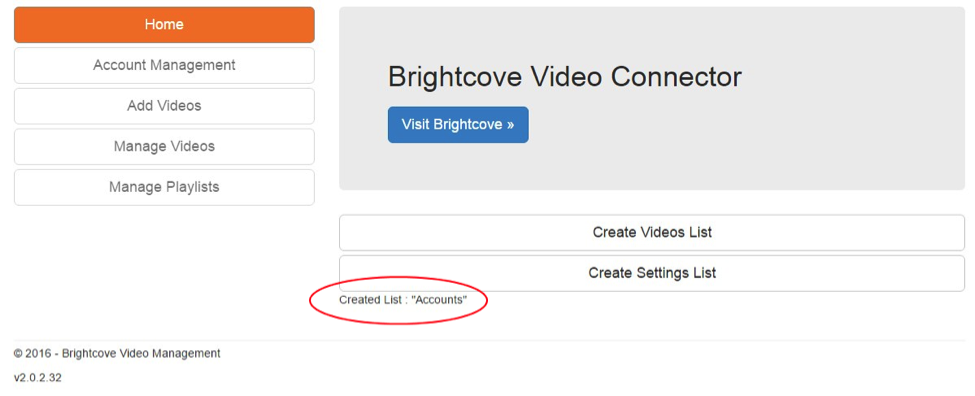 Home
Account Management
Add Videos
Manage Videos
Manage Playlists
Brightcove Video Connector
Visit Brightcove »
Create Videos List
Create Settings List
Created List : "Accounts"
© 2016 - Brightcove Video Management
v2.0.2.32